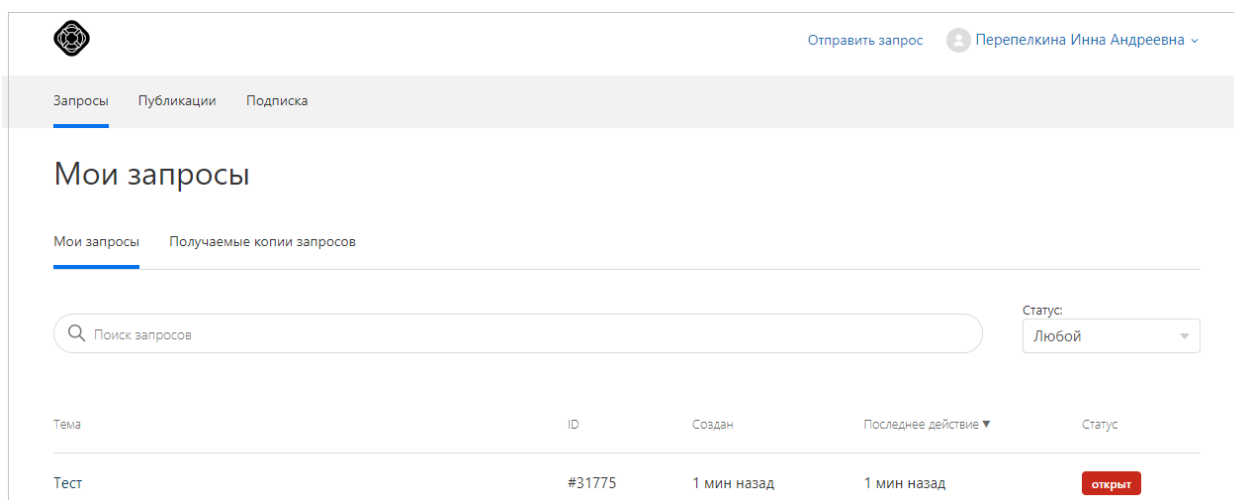 Отправить запрос Перепелкина Инна Андреевна
Запросы Публикации Подписка
Мои запросы
Мои запросы Получаемые копии запросов
Статус:
Поиск запросов Любой
Тема ID Создан Последнее действие ▼ Статус
Тест #31775 1 мин назад 1 мин назад открыт